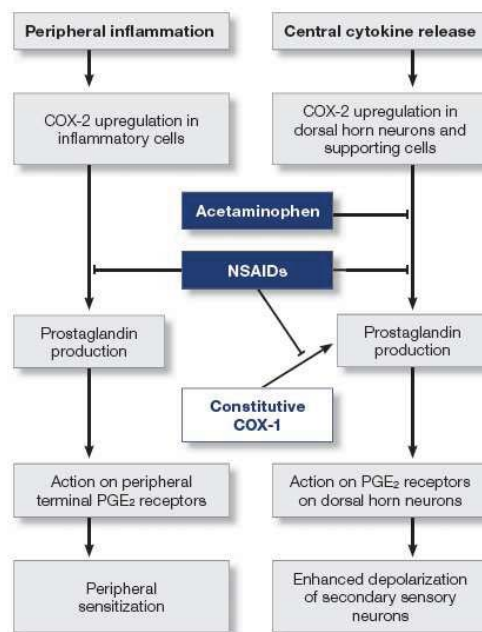 Peripheral inflammation
Central cytokine release
COX-2 upregulation in
inflammatory cells
COX-2 upregulation in
dorsal horn neurons and
supporting cells
Acetaminophen
NSAIDs
Prostaglandin
production
Prostaglandin
production
Constitutive
COX-1
Action on peripheral
terminal PGE₂ receptors
Action on PGE₂ receptors
on dorsal horn neurons
Peripheral
sensitization
Enhanced depolarization
of secondary sensory
neurons